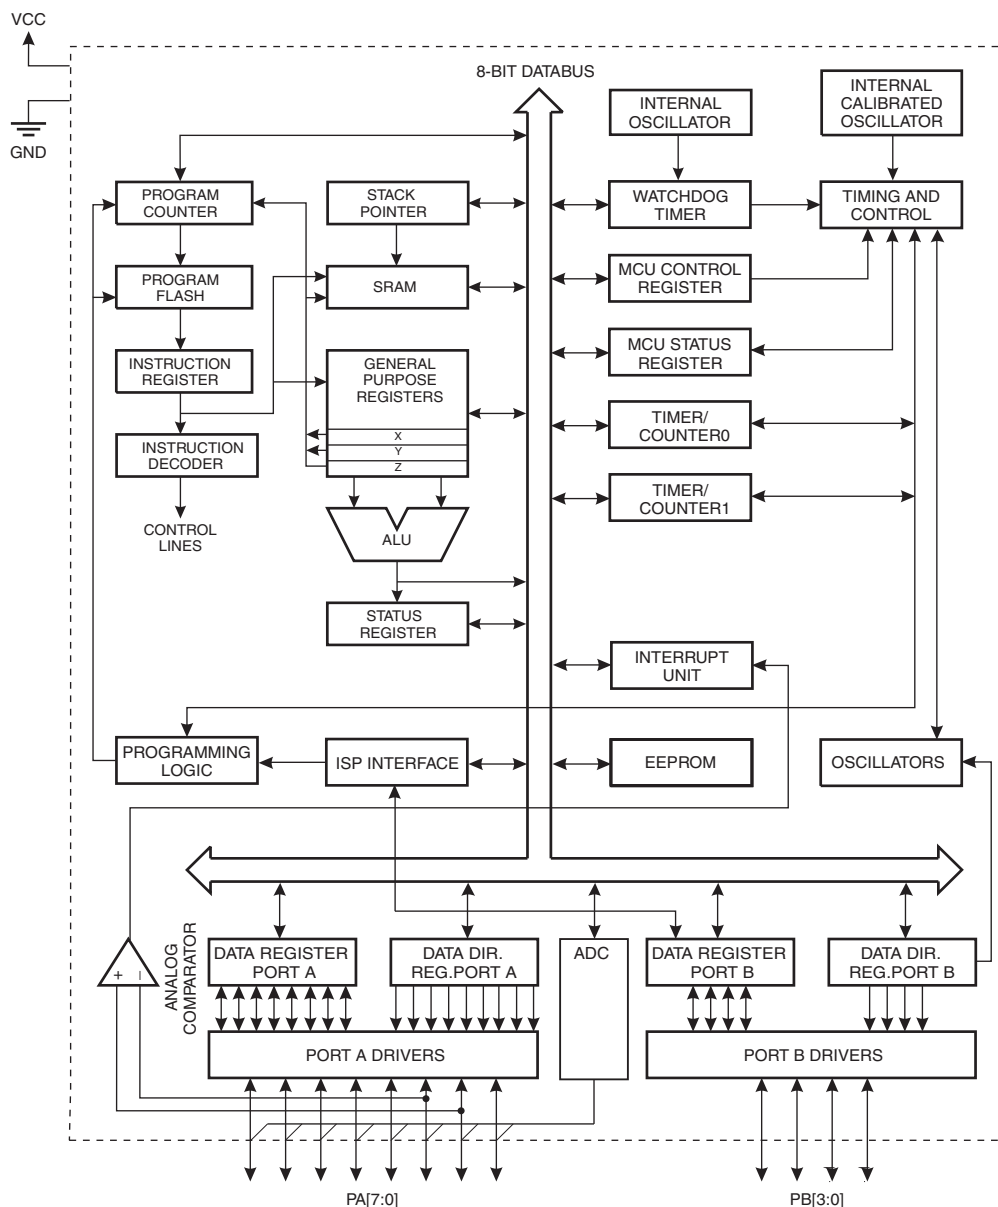 VCC
GND
8-BIT DATABUS
INTERNAL
OSCILLATOR
INTERNAL
CALIBRATED
OSCILLATOR
PROGRAM
COUNTER
STACK
POINTER
WATCHDOG
TIMER
TIMING AND
CONTROL
PROGRAM
FLASH
SRAM
MCU CONTROL
REGISTER
INSTRUCTION
REGISTER
GENERAL
PURPOSE
REGISTERS
X
Y
Z
MCU STATUS
REGISTER
INSTRUCTION
DECODER
TIMER/
COUNTER0
TIMER/
COUNTER1
CONTROL
LINES
ALU
STATUS
REGISTER
INTERRUPT
UNIT
PROGRAMMING
LOGIC
ISP INTERFACE
EEPROM
OSCILLATORS
+
−
ANALOG
COMPARATOR
DATA REGISTER
PORT A
DATA DIR.
REG.PORT A
ADC
DATA REGISTER
PORT B
DATA DIR.
REG.PORT B
PORT A DRIVERS
PORT B DRIVERS
PA[7:0]
PB[3:0]